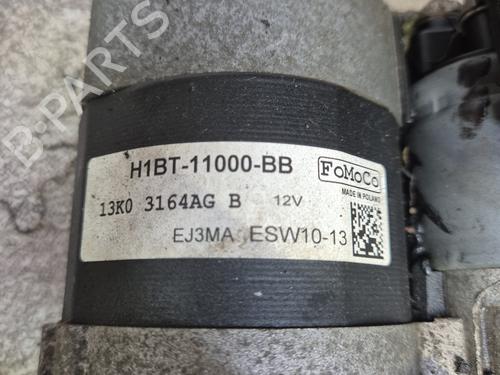 B-PARTS
H1BT-11000-BB
FoMoCo
MADE IN POLAND
13K0 3164AG B 12V
EJ3MA ESW10-13